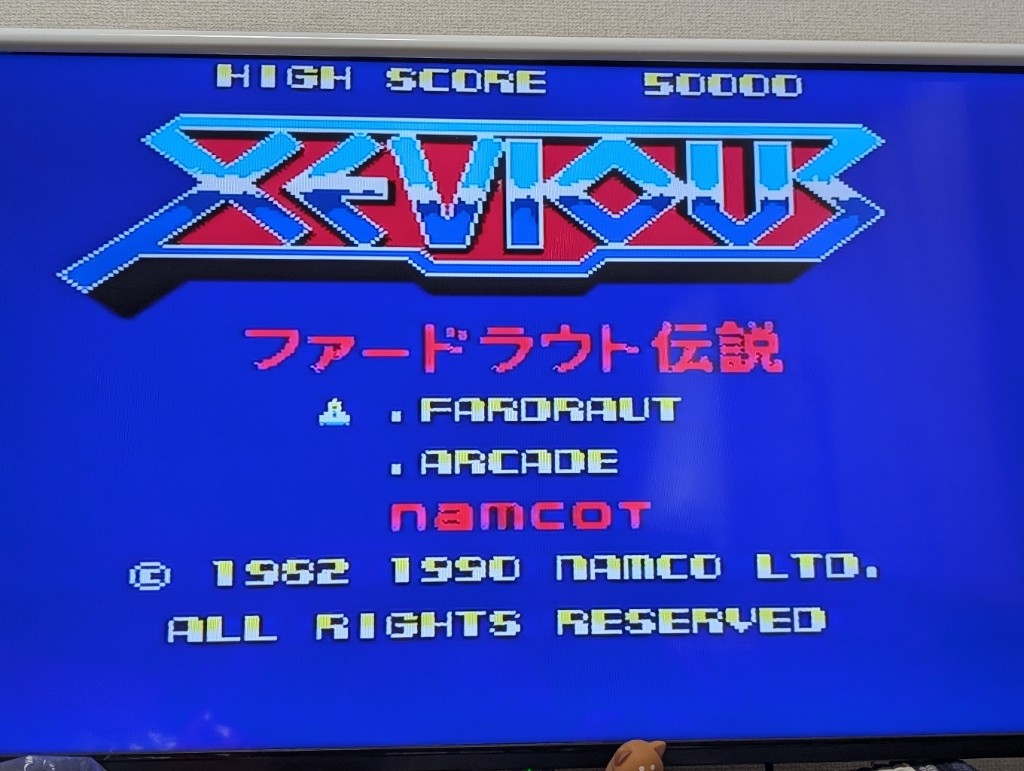 HIGH SCORE 50000
XEVIOUS
ファードラウト伝説
.FARDRAUT
.ARCADE
namcot
© 1982 1990 NAMCO LTD.
ALL RIGHTS RESERVED